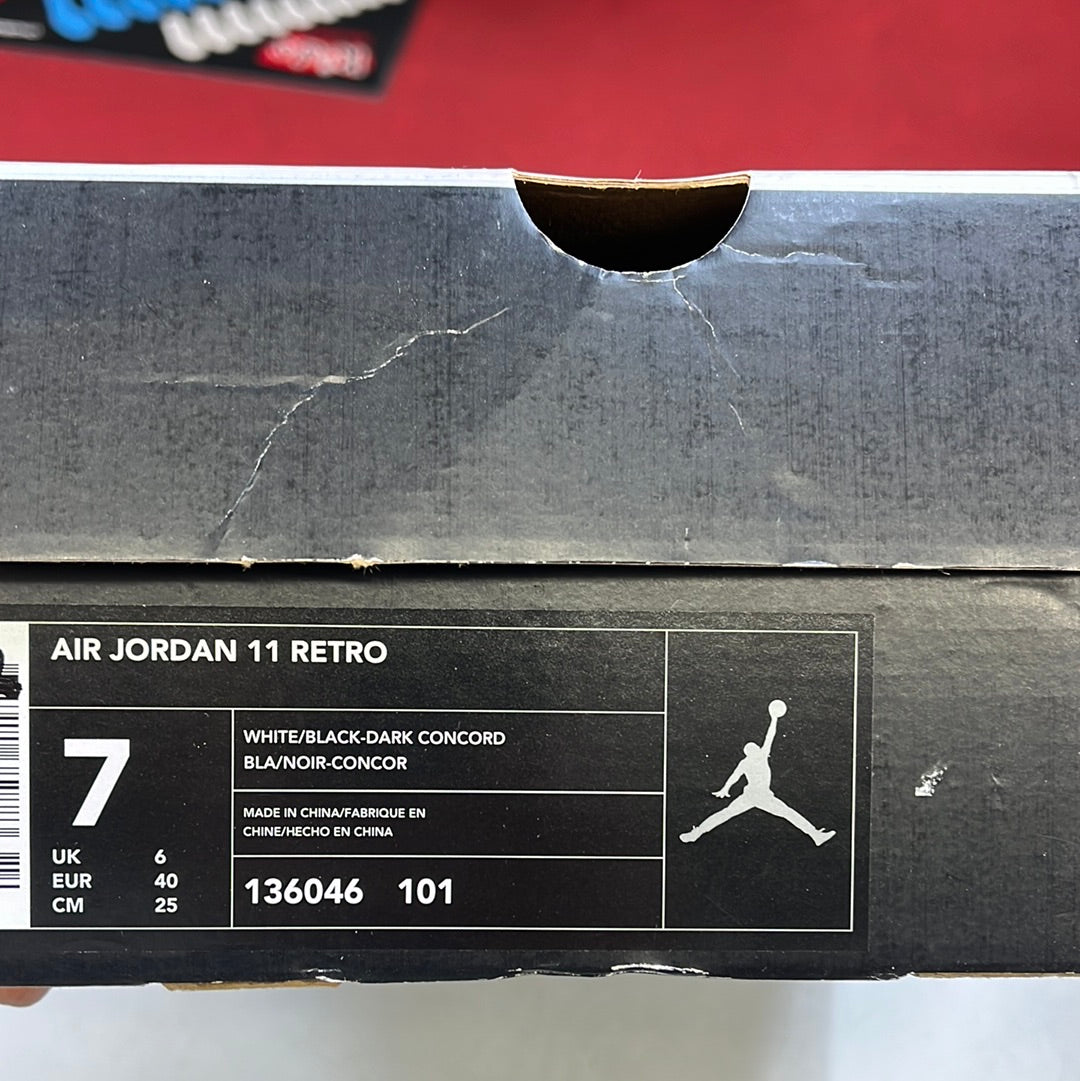 AIR JORDAN 11 RETRO
7
WHITE/BLACK-DARK CONCORD
BLA/NOIR-CONCOR
MADE IN CHINA/FABRIQUE EN
CHINE/HECHO EN CHINA
UK 6
EUR 40
CM 25
136046 101